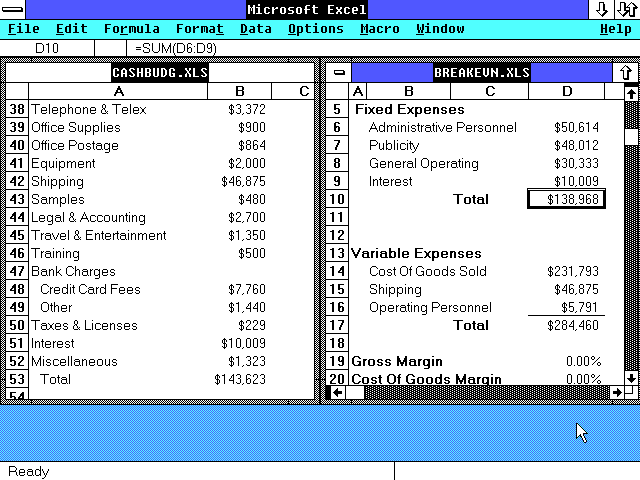 Microsoft Excel
File Edit Formula Format Data Options Macro Window Help
D10 =SUM(D6:D9)
CASHBUDG.XLS
A B C
38 Telephone & Telex $3,372
39 Office Supplies $900
40 Office Postage $864
41 Equipment $2,000
42 Shipping $46,875
43 Samples $480
44 Legal & Accounting $2,700
45 Travel & Entertainment $1,350
46 Training $500
47 Bank Charges
48 Credit Card Fees $7,760
49 Other $1,440
50 Taxes & Licenses $229
51 Interest $10,009
52 Miscellaneous $1,323
53 Total $143,623
54
BREAKEVN.XLS
A B C D
5 Fixed Expenses
6 Administrative Personnel $50,614
7 Publicity $48,012
8 General Operating $30,333
9 Interest $10,009
10 Total $138,968
11
12
13 Variable Expenses
14 Cost Of Goods Sold $231,793
15 Shipping $46,875
16 Operating Personnel $5,791
17 Total $284,460
18
19 Gross Margin 0.00%
20 Cost Of Goods Margin 0.00%
Ready